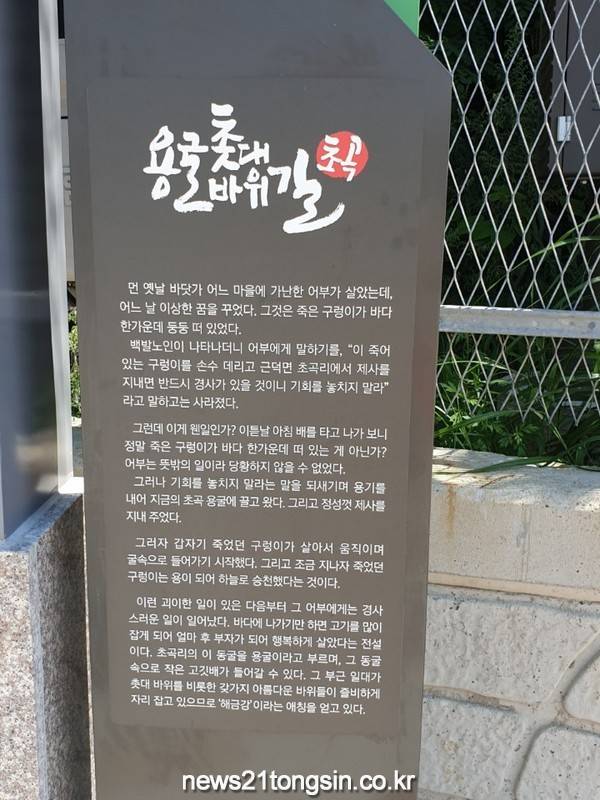 용굴촛대바위길 초곡
먼 옛날 바닷가 어느 마을에 가난한 어부가 살았는데,
어느 날 이상한 꿈을 꾸었다. 그것은 죽은 구렁이가 바다
한가운데 둥둥 떠 있었다.
백발노인이 나타나더니 어부에게 말하기를, "이 죽어
있는 구렁이를 손수 데리고 근덕면 초곡리에서 제사를
지내면 반드시 경사가 있을 것이니 기회를 놓치지 말라"
라고 말하고는 사라졌다.
그런데 이게 웬일인가? 이튿날 아침 배를 타고 나가 보니
정말 죽은 구렁이가 바다 한가운데 떠 있는 게 아닌가?
어부는 뜻밖의 일이라 당황하지 않을 수 없었다.
그러나 기회를 놓치지 말라는 말을 되새기며 용기를
내어 지금의 초곡 용굴에 끌고 왔다. 그리고 정성껏 제사를
지내 주었다.
그러자 갑자기 죽었던 구렁이가 살아서 움직이며
굴속으로 들어가기 시작했다. 그리고 조금 지나자 죽었던
구렁이는 용이 되어 하늘로 승천했다는 것이다.
이런 괴이한 일이 있은 다음부터 그 어부에게는 경사
스러운 일이 일어났다. 바다에 나가기만 하면 고기를 많이
잡게 되어 얼마 후 부자가 되어 행복하게 살았다는 전설
이다. 초곡리의 이 동굴을 용굴이라고 부르며, 그 동굴
속으로 작은 고깃배가 들어갈 수 있다. 그 부근 일대가
촛대 바위를 비롯한 갖가지 아름다운 바위들이 즐비하게
자리 잡고 있으므로 '해금강'이라는 애칭을 얻고 있다.
news21tongsin.co.kr